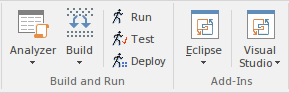 Analyzer
Build
Run
Test
Deploy
Build and Run
Eclipse
Visual
Studio
Add-Ins